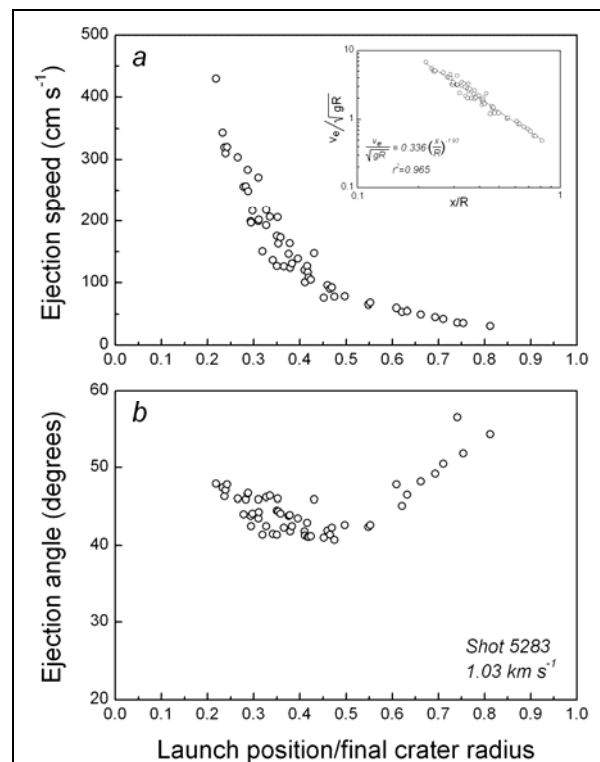 a
500
400
300
200
100
0
Ejection speed (cm s⁻¹)
10
1
0.1
0.1
1
vₑ/√gR
x/R
vₑ/√gR = 0.336 (x/R)
r²=0.965
0.0 0.1 0.2 0.3 0.4 0.5 0.6 0.7 0.8 0.9 1.0
b
60
50
40
30
20
Ejection angle (degrees)
Shot 5283
1.03 km s⁻¹
0.0 0.1 0.2 0.3 0.4 0.5 0.6 0.7 0.8 0.9 1.0
Launch position/final crater radius